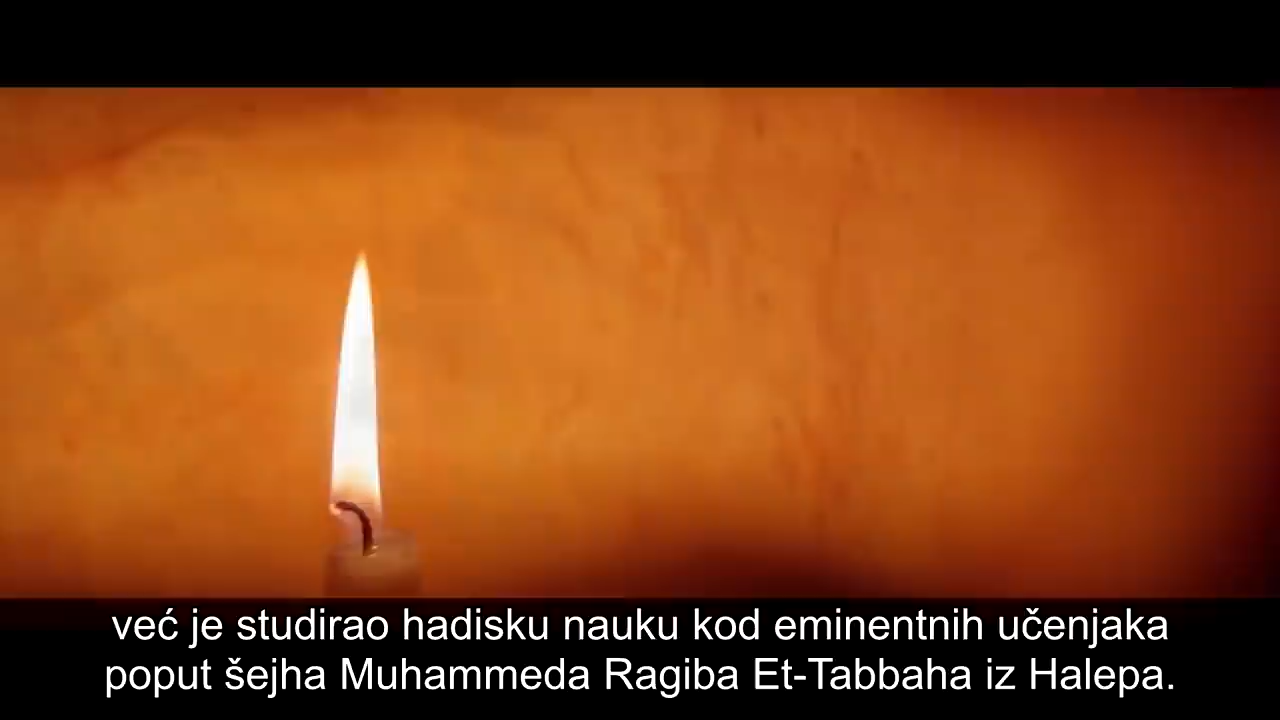 već je studirao hadisku nauku kod eminentnih učenjaka
poput šejha Muhammeda Ragiba Et-Tabbaha iz Halepa.